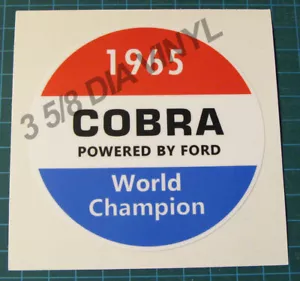 1965
3 5/8 DIA VINYL
COBRA
POWERED BY FORD
World
Champion